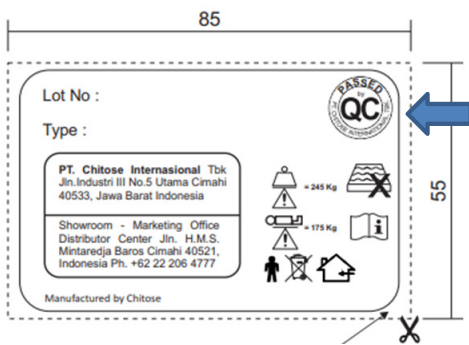 85
Lot No :
PASSED
by
QC
PT. CHITOSE INTERNASIONAL TBK
Type :
55
PT. Chitose Internasional Tbk
Jln.Industri III No.5 Utama Cimahi
40533, Jawa Barat Indonesia
= 245 Kg
Showroom - Marketing Office
Distributor Center Jln. H.M.S.
Mintaredja Baros Cimahi 40521,
Indonesia Ph. +62 22 206 4777
= 175 Kg
i
Manufactured by Chitose